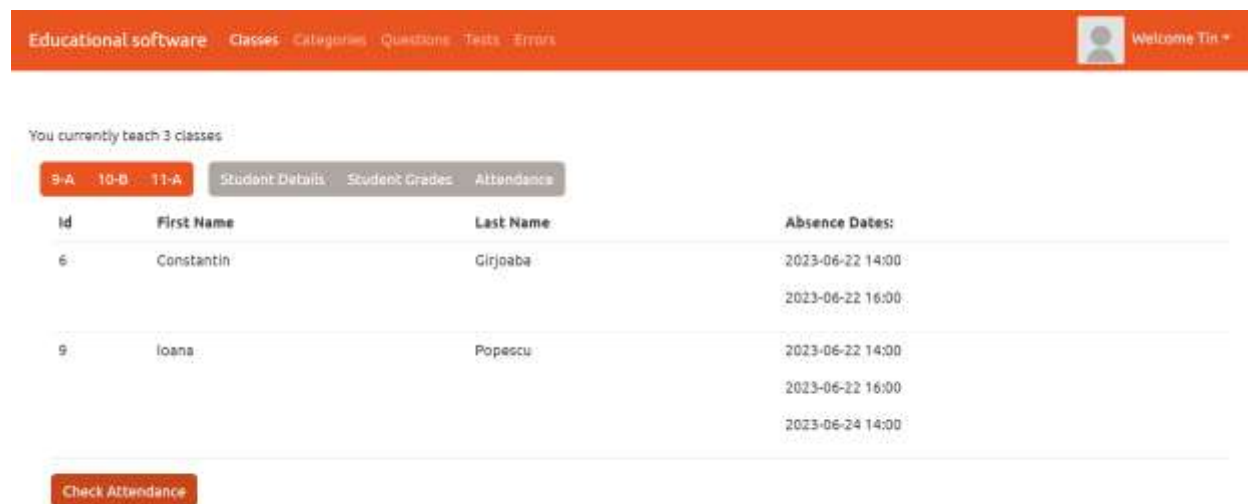 Educational software Classes Categories Questions Tests Errors Welcome Tin
You currently teach 3 classes
9-A 10-B 11-A Student Details Student Grades Attendance
Id First Name Last Name Absence Dates:
6 Constantin Girjoaba 2023-06-22 14:00
2023-06-22 16:00
9 Ioana Popescu 2023-06-22 14:00
2023-06-22 16:00
2023-06-24 14:00
Check Attendance